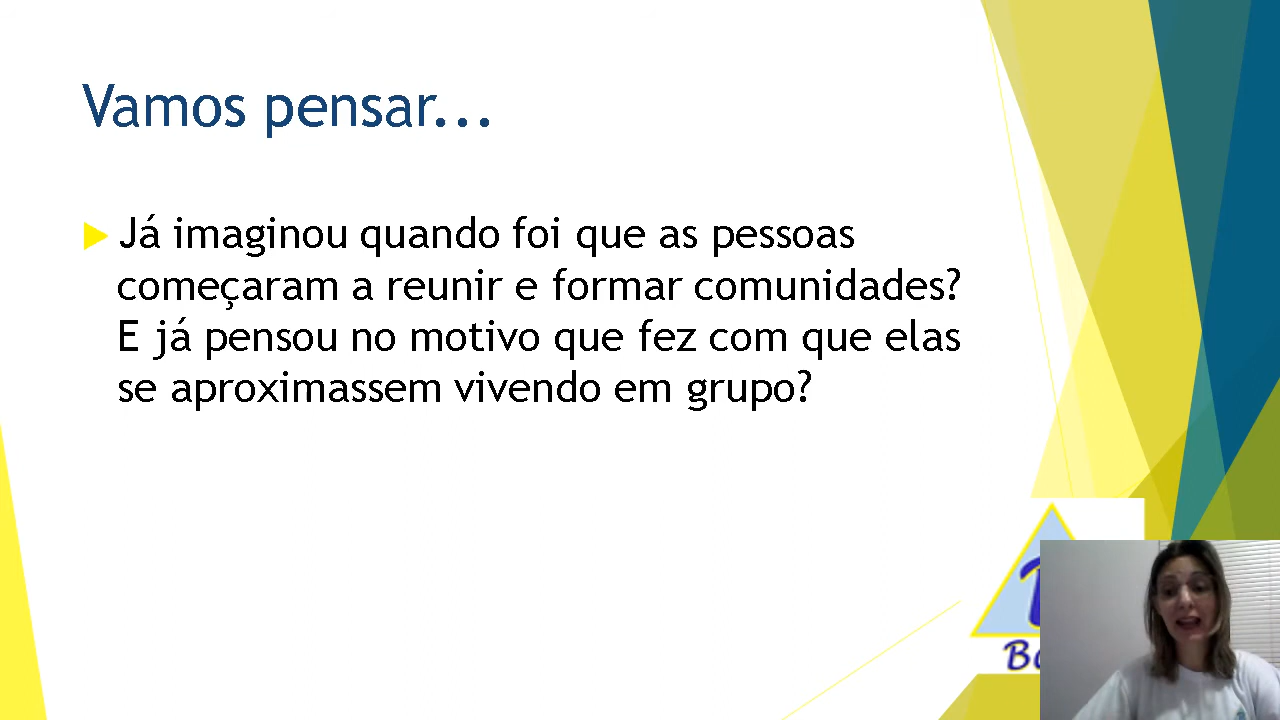 Vamos pensar...
Já imaginou quando foi que as pessoas
começaram a reunir e formar comunidades?
E já pensou no motivo que fez com que elas
se aproximassem vivendo em grupo?